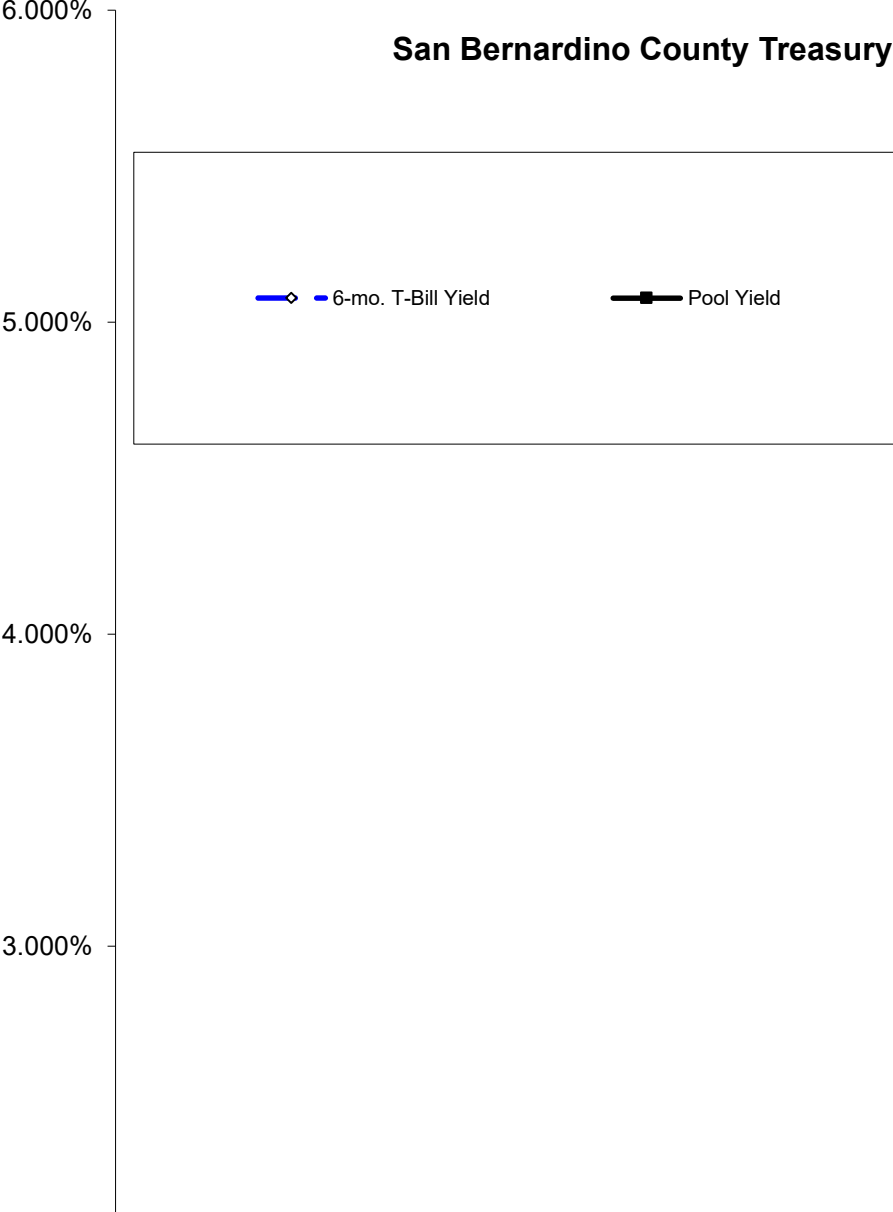 6.000%
San Bernardino County Treasury
6-mo. T-Bill Yield
Pool Yield
5.000%
4.000%
3.000%